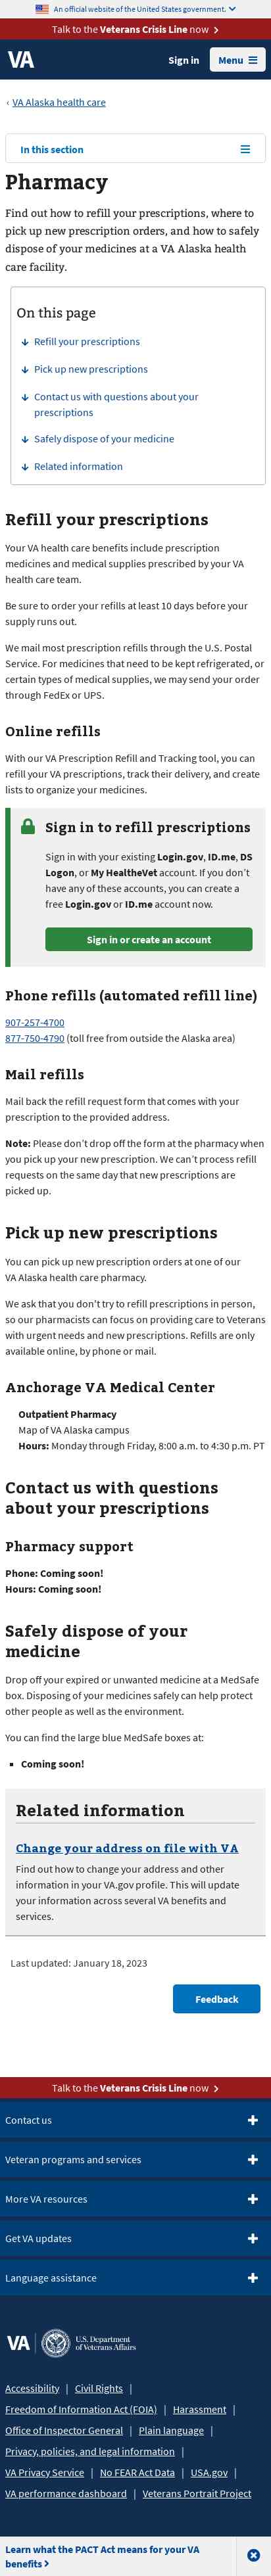 An official website of the United States government.
Talk to the Veterans Crisis Line now
VA
Sign in
Menu
VA Alaska health care
In this section
Pharmacy
Find out how to refill your prescriptions, where to
pick up new prescription orders, and how to safely
dispose of your medicine at a VA Alaska health
care facility.
On this page
Refill your prescriptions
Pick up new prescriptions
Contact us with questions about your
prescriptions
Safely dispose of your medicine
Related information
Refill your prescriptions
Your VA health care benefits include prescription
medicines and medical supplies prescribed by your VA
health care team.
Be sure to order your refills at least 10 days before your
supply runs out.
We mail most prescription refills through the U.S. Postal
Service. For medicines that need to be kept refrigerated, or
certain types of medical supplies, we may send your order
through FedEx or UPS.
Online refills
With our VA Prescription Refill and Tracking tool, you can
refill your VA prescriptions, track their delivery, and create
lists to organize your medicines.
Sign in to refill prescriptions
Sign in with your existing Login.gov, ID.me, DS
Logon, or My HealtheVet account. If you don’t
have any of these accounts, you can create a
free Login.gov or ID.me account now.
Sign in or create an account
Phone refills (automated refill line)
907-257-4700
877-750-4790 (toll free from outside the Alaska area)
Mail refills
Mail back the refill request form that comes with your
prescription to the provided address.
Note: Please don’t drop off the form at the pharmacy when
you pick up your new prescription. We can’t process refill
requests on the same day that new prescriptions are
picked up.
Pick up new prescriptions
You can pick up new prescription orders at one of our
VA Alaska health care pharmacy.
We ask that you don't try to refill prescriptions in person,
so our pharmacists can focus on providing care to Veterans
with urgent needs and new prescriptions. Refills are only
available online, by phone or mail.
Anchorage VA Medical Center
Outpatient Pharmacy
Map of VA Alaska campus
Hours: Monday through Friday, 8:00 a.m. to 4:30 p.m. PT
Contact us with questions
about your prescriptions
Pharmacy support
Phone: Coming soon!
Hours: Coming soon!
Safely dispose of your
medicine
Drop off your expired or unwanted medicine at a MedSafe
box. Disposing of your medicines safely can help protect
other people as well as the environment.
You can find the large blue MedSafe boxes at:
Coming soon!
Related information
Change your address on file with VA
Find out how to change your address and other
information in your VA.gov profile. This will update
your information across several VA benefits and
services.
Last updated: January 18, 2023
Feedback
Talk to the Veterans Crisis Line now
Contact us
Veteran programs and services
More VA resources
Get VA updates
Language assistance
VA U.S. Department
of Veterans Affairs
Accessibility
Civil Rights
Freedom of Information Act (FOIA)
Harassment
Office of Inspector General
Plain language
Privacy, policies, and legal information
VA Privacy Service
No FEAR Act Data
USA.gov
VA performance dashboard
Veterans Portrait Project
Learn what the PACT Act means for your VA
benefits